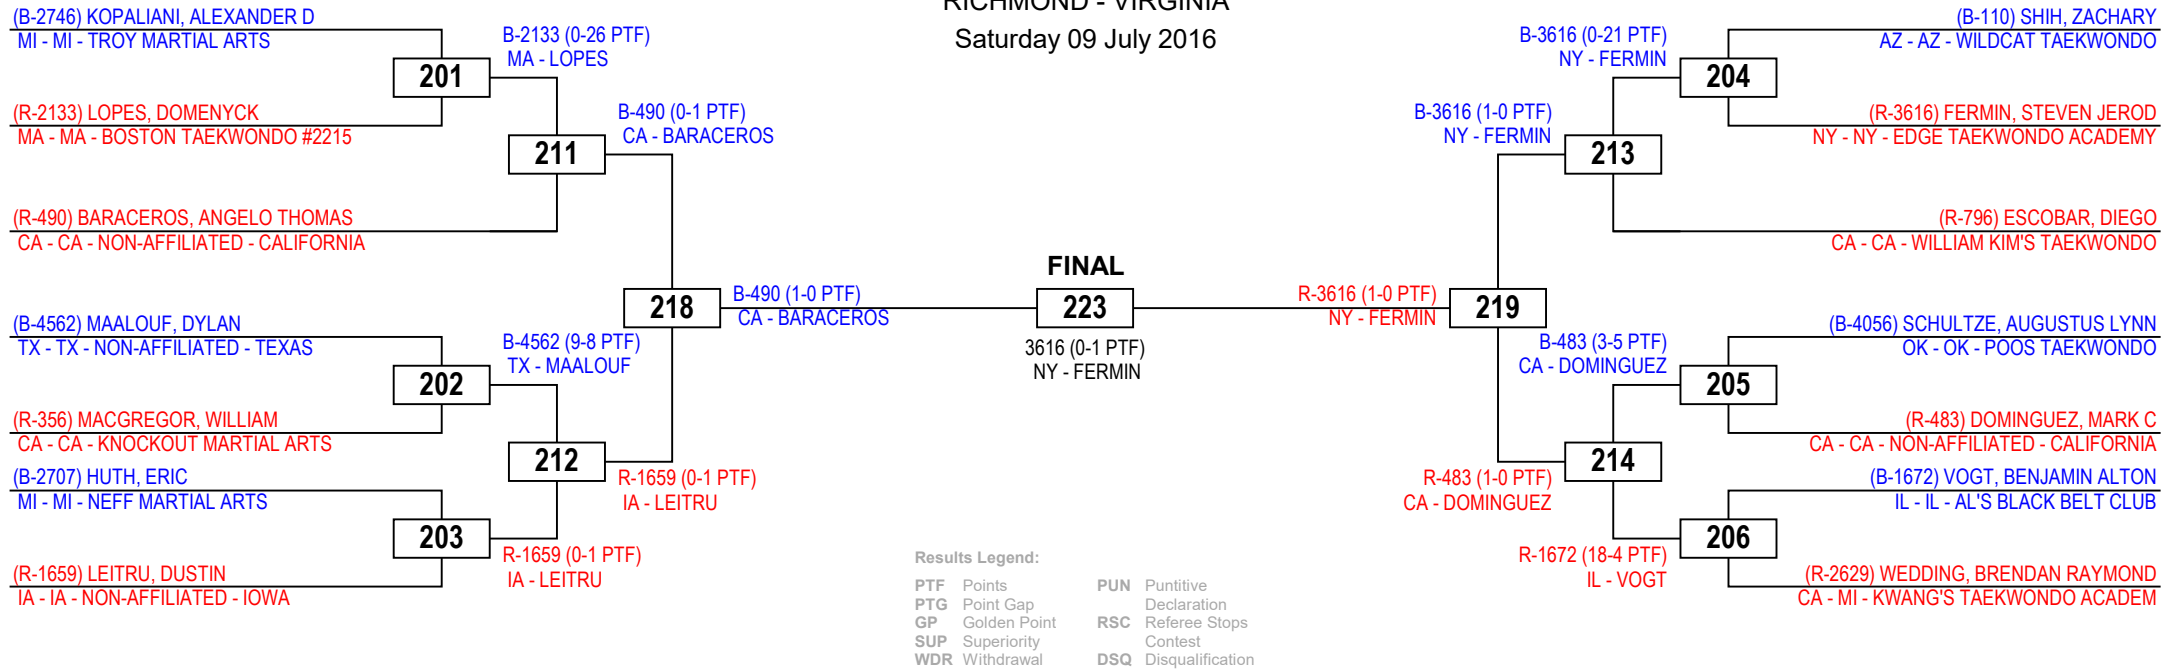 RICHMOND - VIRGINIA
Saturday 09 July 2016
(B-2746) KOPALIANI, ALEXANDER D
MI - MI - TROY MARTIAL ARTS
201
(R-2133) LOPES, DOMENYCK
MA - MA - BOSTON TAEKWONDO #2215
B-2133 (0-26 PTF)
MA - LOPES
211
(R-490) BARACEROS, ANGELO THOMAS
CA - CA - NON-AFFILIATED - CALIFORNIA
B-490 (0-1 PTF)
CA - BARACEROS
218
(B-4562) MAALOUF, DYLAN
TX - TX - NON-AFFILIATED - TEXAS
202
(R-356) MACGREGOR, WILLIAM
CA - CA - KNOCKOUT MARTIAL ARTS
B-4562 (9-8 PTF)
TX - MAALOUF
212
(B-2707) HUTH, ERIC
MI - MI - NEFF MARTIAL ARTS
203
(R-1659) LEITRU, DUSTIN
IA - IA - NON-AFFILIATED - IOWA
R-1659 (0-1 PTF)
IA - LEITRU
R-1659 (0-1 PTF)
IA - LEITRU
B-490 (1-0 PTF)
CA - BARACEROS
FINAL
223
3616 (0-1 PTF)
NY - FERMIN
R-3616 (1-0 PTF)
NY - FERMIN
219
B-3616 (1-0 PTF)
NY - FERMIN
213
B-3616 (0-21 PTF)
NY - FERMIN
204
(B-110) SHIH, ZACHARY
AZ - AZ - WILDCAT TAEKWONDO
(R-3616) FERMIN, STEVEN JEROD
NY - NY - EDGE TAEKWONDO ACADEMY
(R-796) ESCOBAR, DIEGO
CA - CA - WILLIAM KIM'S TAEKWONDO
B-483 (3-5 PTF)
CA - DOMINGUEZ
205
(B-4056) SCHULTZE, AUGUSTUS LYNN
OK - OK - POOS TAEKWONDO
(R-483) DOMINGUEZ, MARK C
CA - CA - NON-AFFILIATED - CALIFORNIA
214
R-483 (1-0 PTF)
CA - DOMINGUEZ
(B-1672) VOGT, BENJAMIN ALTON
IL - IL - AL'S BLACK BELT CLUB
206
R-1672 (18-4 PTF)
IL - VOGT
(R-2629) WEDDING, BRENDAN RAYMOND
CA - MI - KWANG'S TAEKWONDO ACADEM
Results Legend:
PTF Points
PTG Point Gap
GP Golden Point
SUP Superiority
WDR Withdrawal
PUN Puntitive
Declaration
RSC Referee Stops
Contest
DSQ Disqualification